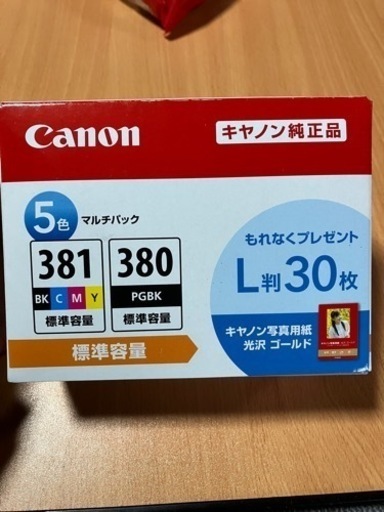 Canon
キヤノン純正品
5色
マルチパック
381
BK C M Y
標準容量
380
PGBK
標準容量
標準容量
もれなくプレゼント
L判30枚
キヤノン写真用紙
光沢 ゴールド